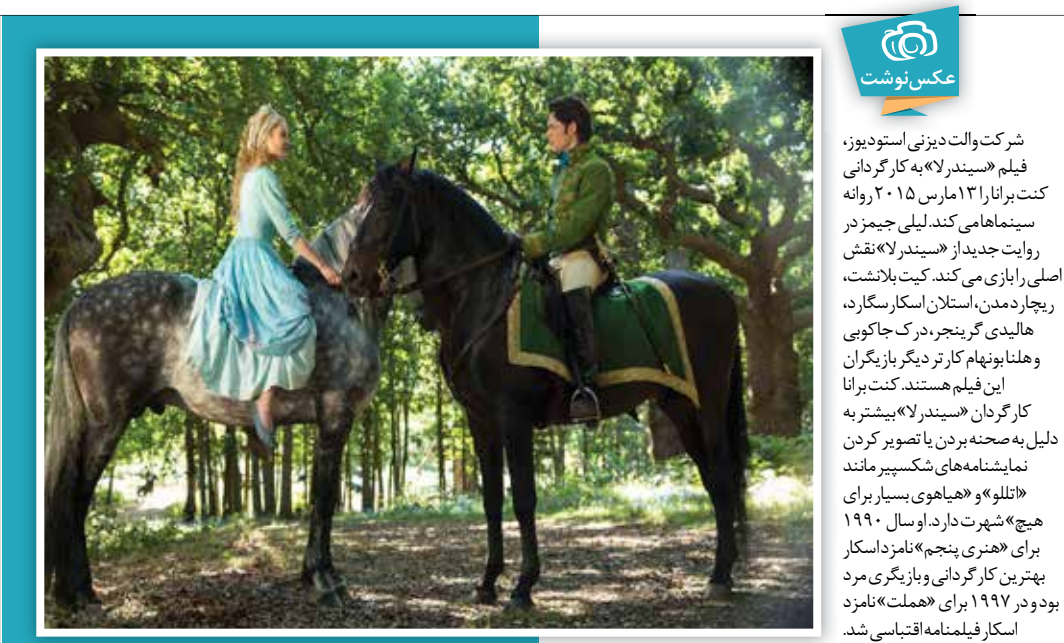 عکس‌نوشت
شرکت والت دیزنی استودیوز،
فیلم «سیندرلا» به کارگردانی
کنت برانا را ۱۳ مارس ۲۰۱۵ روانه
سینماها می‌کند. لیلی جیمز در
روایت جدید از «سیندرلا» نقش
اصلی را بازی می‌کند. کیت بلانشت،
ریچارد مدن، استلان اسکارسگارد،
هالیدی گرینجر، درک جاکوبی
و هلنا بونهام کارتر دیگر بازیگران
این فیلم هستند. کنت برانا
کارگردان «سیندرلا» بیشتر به
دلیل به صحنه بردن یا تصویر کردن
نمایشنامه‌های شکسپیر مانند
«اتللو» و «هیاهوی بسیار برای
هیچ» شهرت دارد. او سال ۱۹۹۰
برای «هنری پنجم» نامزد اسکار
بهترین کارگردانی و بازیگری مرد
بود و در ۱۹۹۷ برای «هملت» نامزد
اسکار فیلمنامه اقتباسی شد.